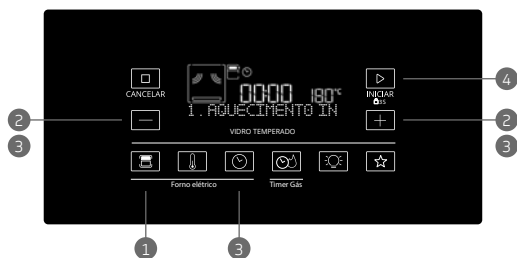 00:00 180°C
CANCELAR
INICIAR
1. AQUECIMENTO IN
VIDRO TEMPERADO
4
2
3
2
3
Forno elétrico
Timer Gás
1
3